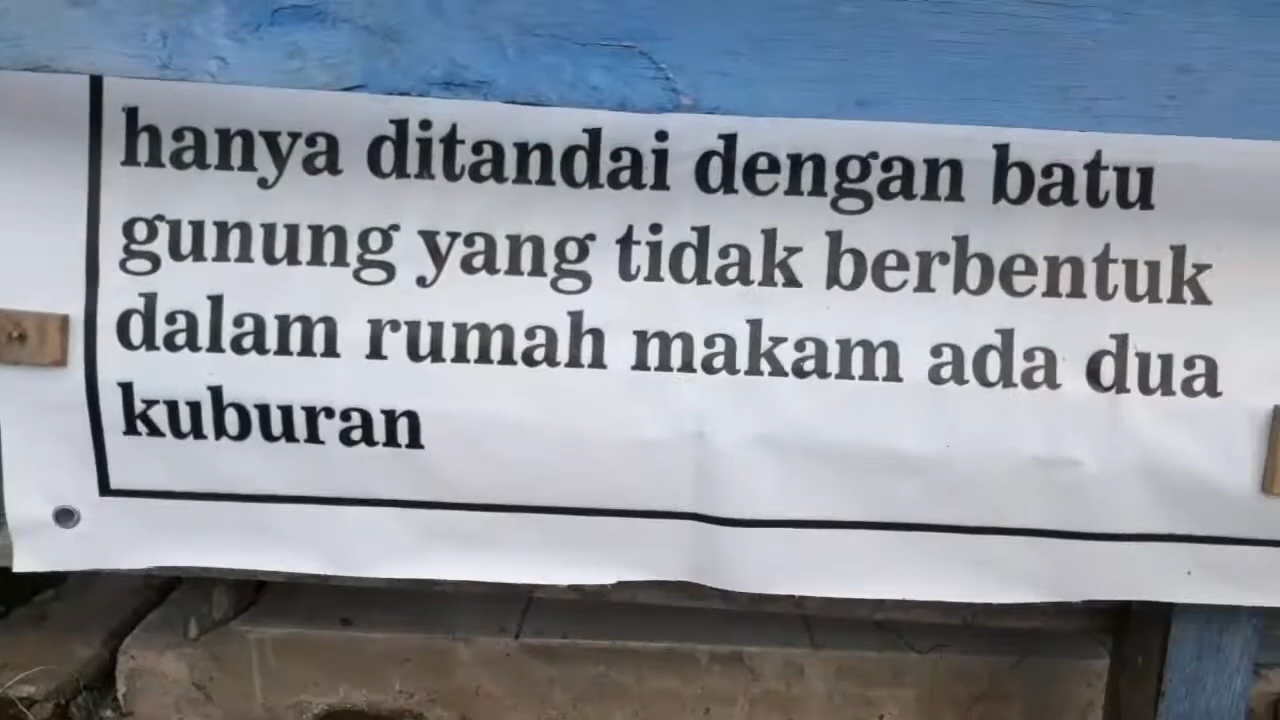 hanya ditandai dengan batu
gunung yang tidak berbentuk
dalam rumah makam ada dua
kuburan